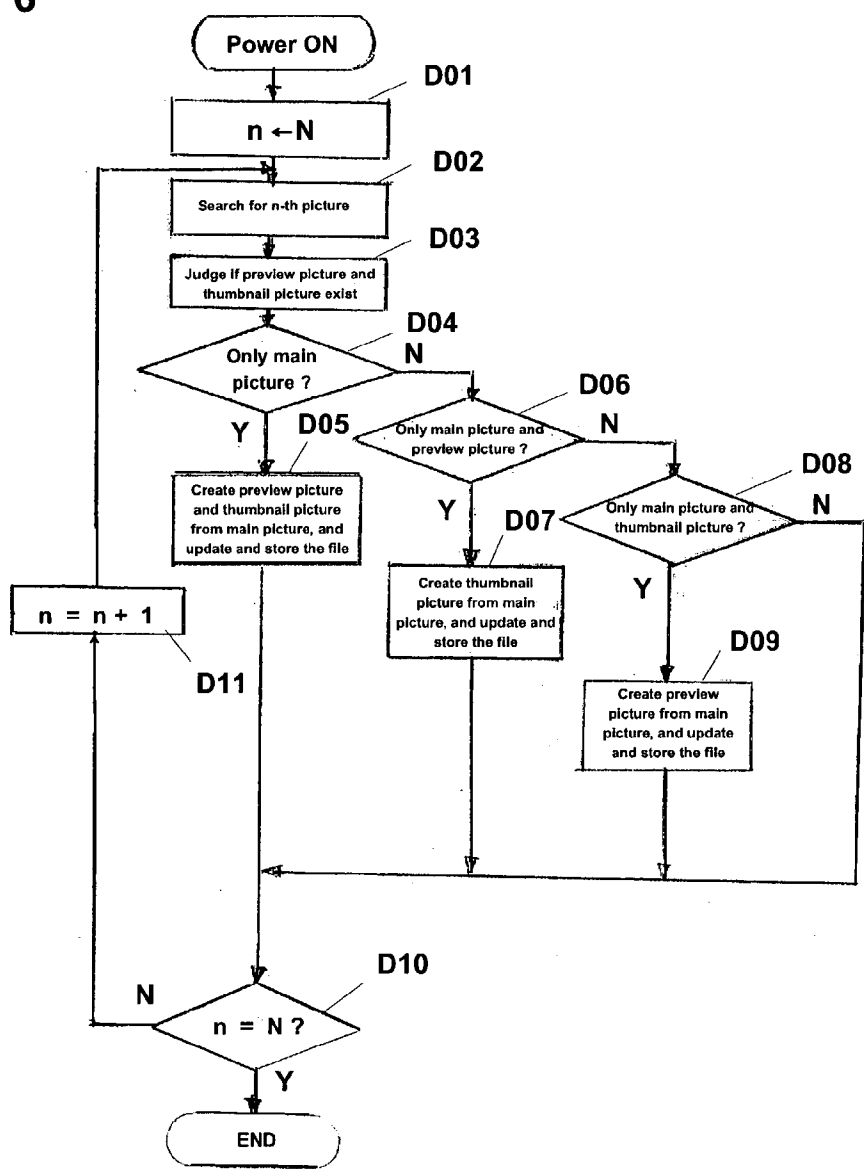 6
Power ON
D01
n ←N
D02
Search for n-th picture
D03
Judge if preview picture and
thumbnail picture exist
D04
Only main
picture ?
N
Y
D05
Create preview picture
and thumbnail picture
from main picture, and
update and store the file
D06
Only main picture and
preview picture ?
N
Y
D07
Create thumbnail
picture from main
picture, and update and
store the file
D08
Only main picture and
thumbnail picture ?
N
Y
D09
Create preview
picture from main
picture, and update
and store the file
n = n + 1
D11
D10
n = N ?
N
Y
END